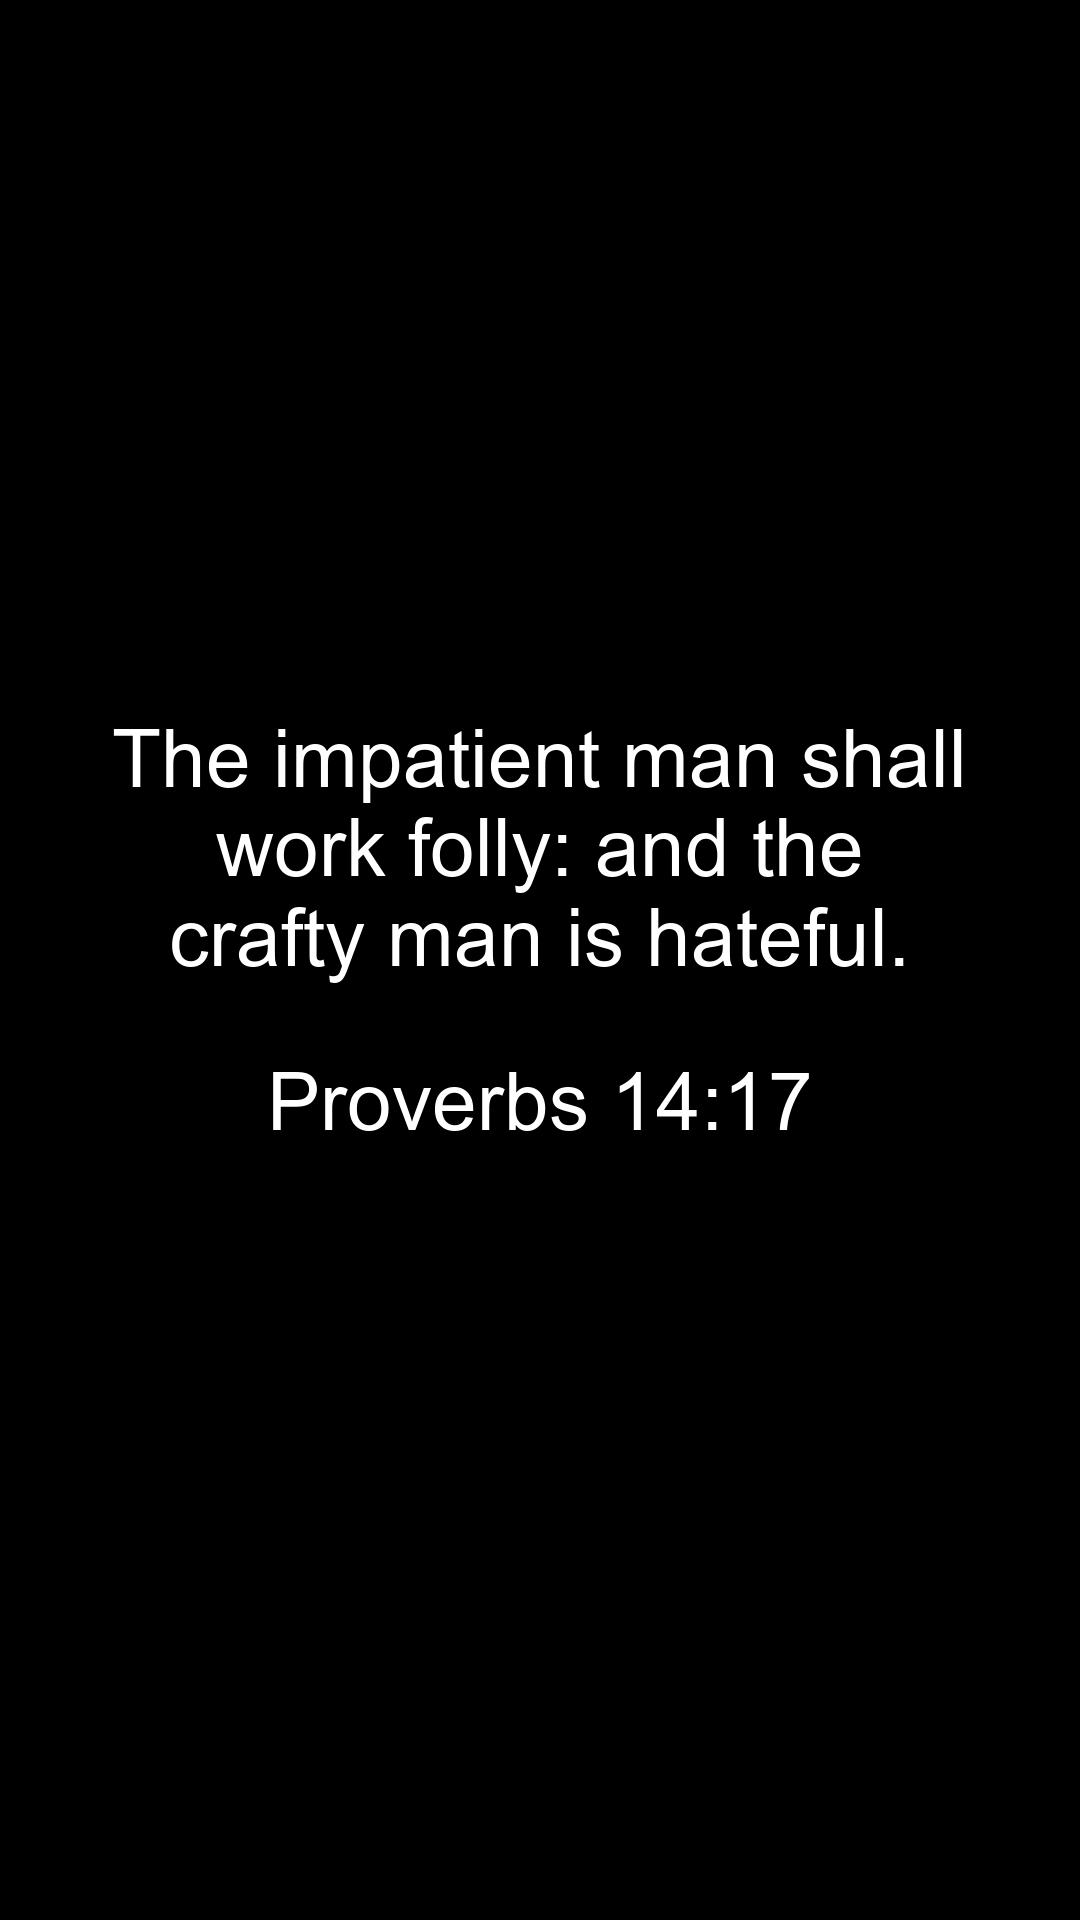 The impatient man shall
work folly: and the
crafty man is hateful.
Proverbs 14:17